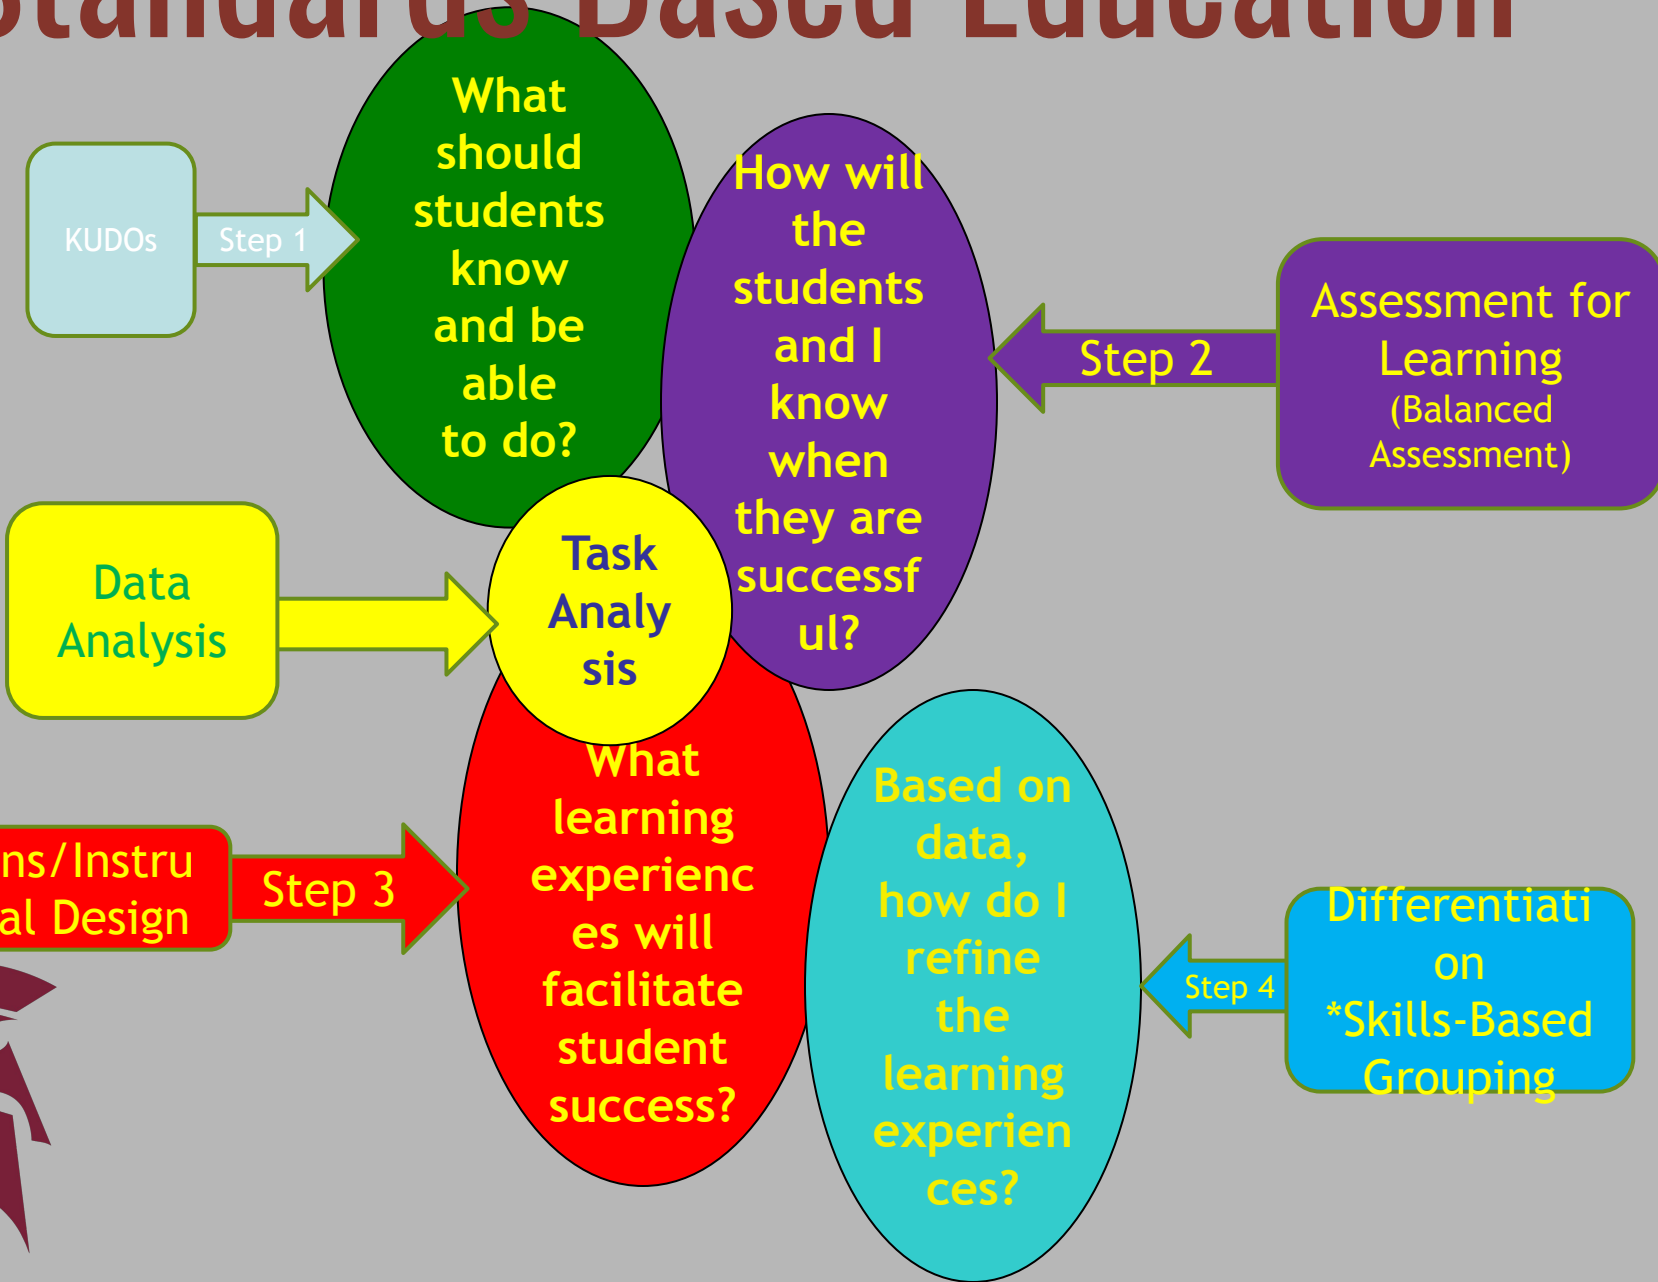 Standards Based Education
What
should
students
know
and be
able
to do?
KUDOs
Step 1
How will
the
students
and I
know
when
they are
successf
ul?
Step 2
Assessment for
Learning
(Balanced
Assessment)
Data
Analysis
Task
Analy
sis
What
learning
experienc
es will
facilitate
student
success?
ns/Instru
al Design
Step 3
Based on
data,
how do I
refine
the
learning
experien
ces?
Step 4
Differentiati
on
*Skills-Based
Grouping